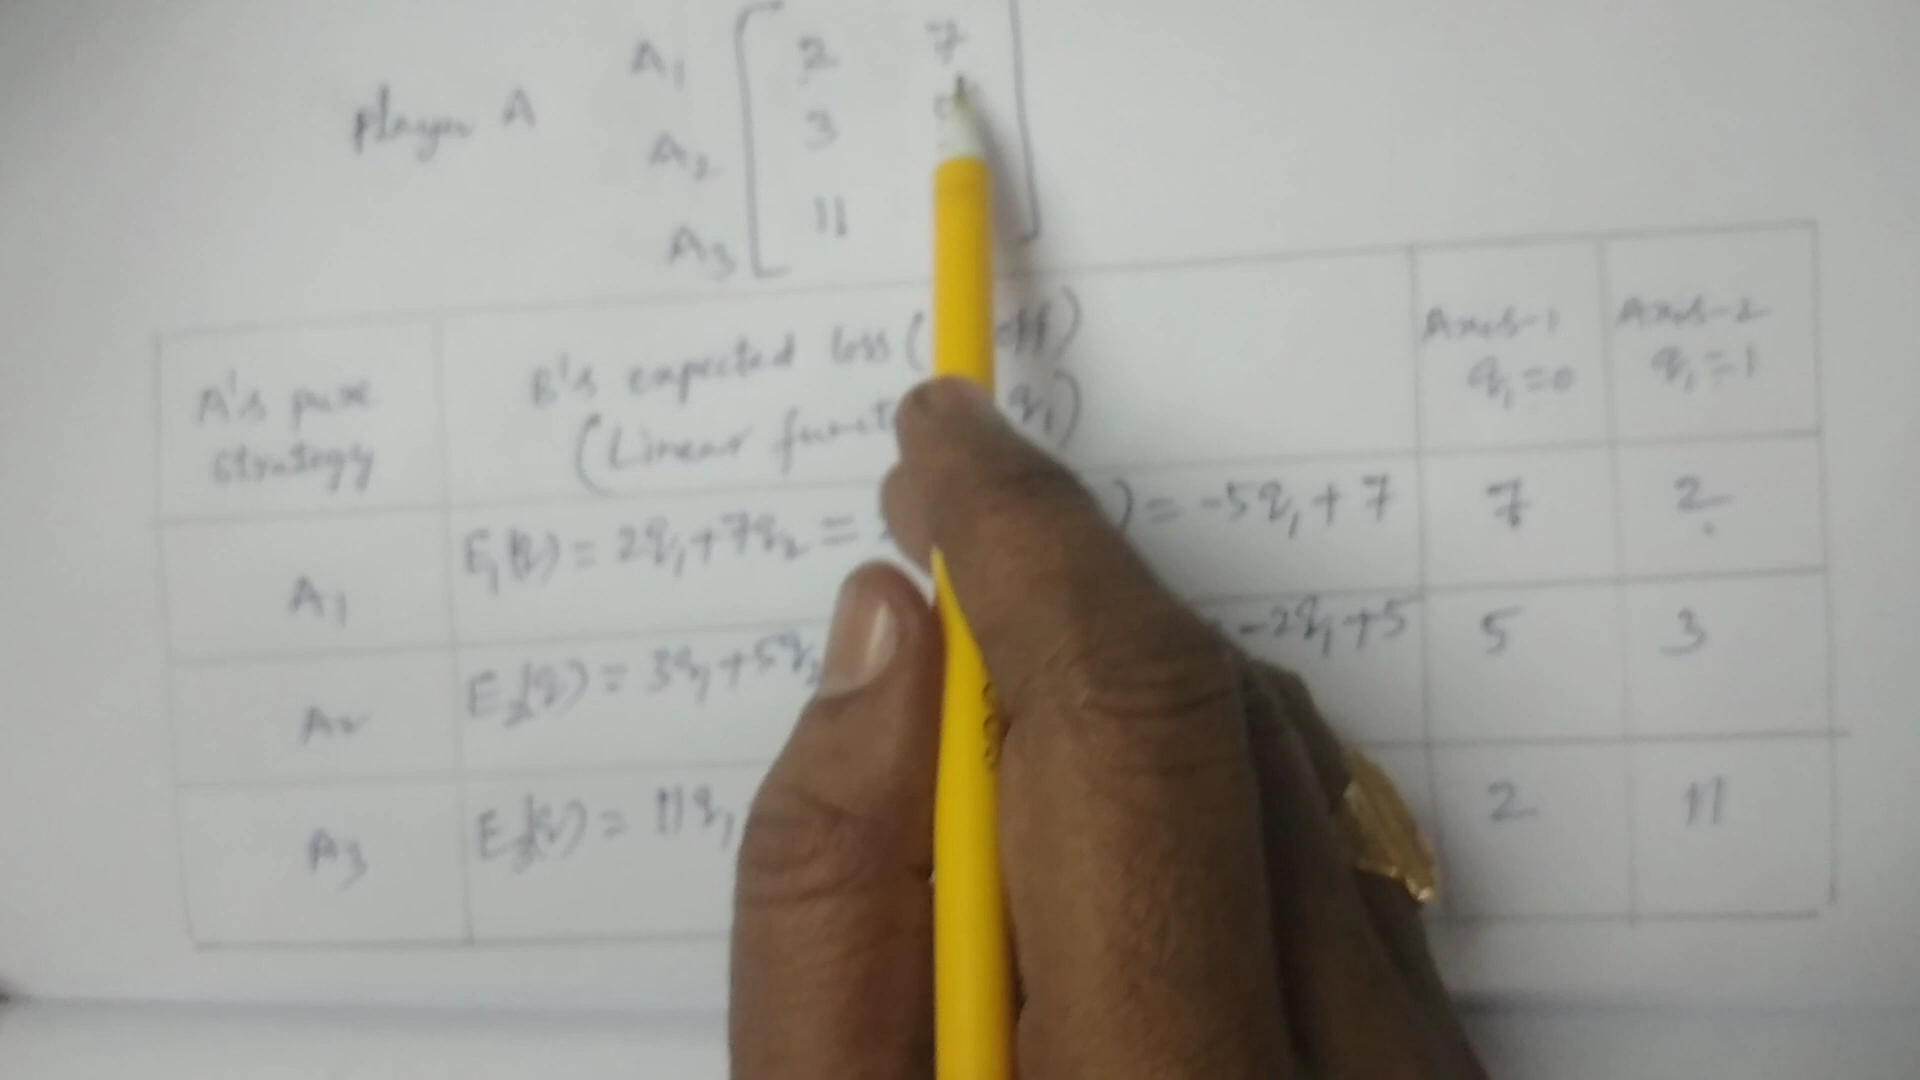 A1 2 7
Player A
A2 3
A3 11
A's pure strategy
B's expected loss (
(Linear funct q1)
Axis-1 q1=0
Axis-2 q1=1
A1 E1(q) = 2q1+7q2 = ) = -5q1+7 7 2
A2 E2(q) = 3q1+5q2 -2q1+5 5 3
A3 E3(q) = 11q1 2 11